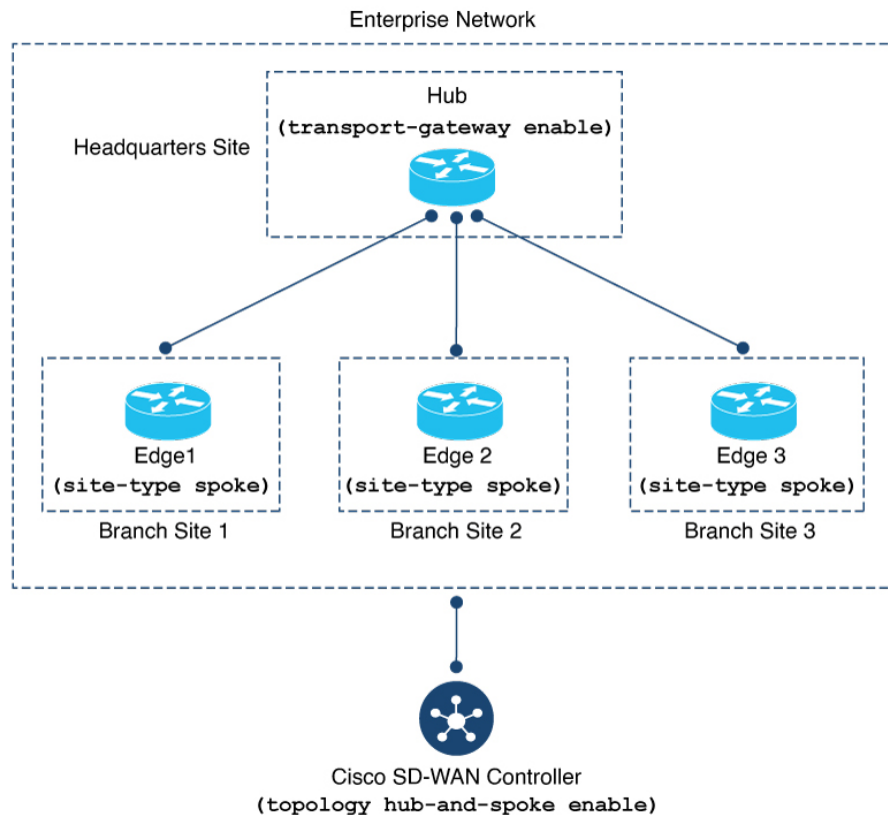 Enterprise Network
Hub
(transport-gateway enable)
Headquarters Site
Edge1
(site-type spoke)
Branch Site 1
Edge 2
(site-type spoke)
Branch Site 2
Edge 3
(site-type spoke)
Branch Site 3
Cisco SD-WAN Controller
(topology hub-and-spoke enable)